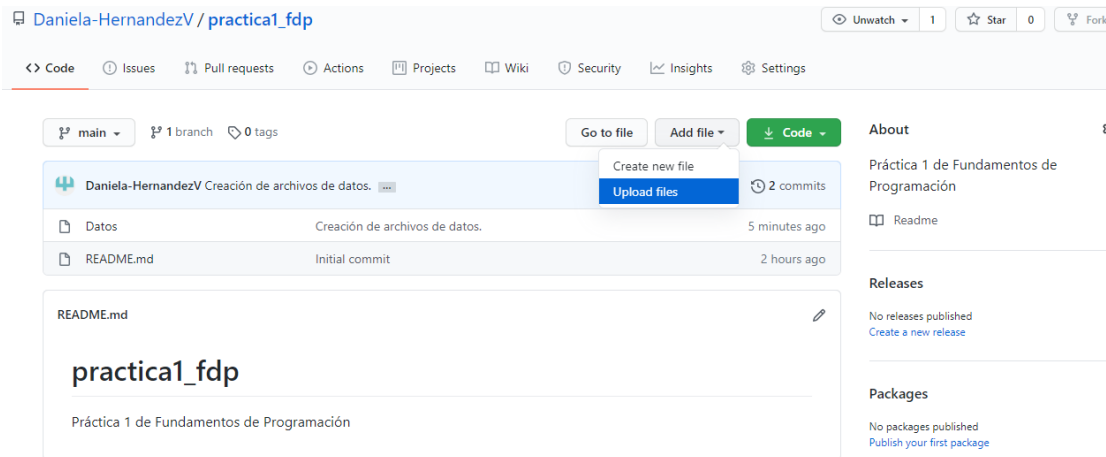 Daniela-HernandezV / practica1_fdp
Unwatch 1 Star 0 Fork
Code Issues Pull requests Actions Projects Wiki Security Insights Settings
main 1 branch 0 tags Go to file Add file Code
Create new file
Upload files
Daniela-HernandezV Creación de archivos de datos. ... 2 commits
Datos Creación de archivos de datos. 5 minutes ago
README.md Initial commit 2 hours ago
README.md
practica1_fdp
Práctica 1 de Fundamentos de Programación
About
Práctica 1 de Fundamentos de
Programación
Readme
Releases
No releases published
Create a new release
Packages
No packages published
Publish your first package